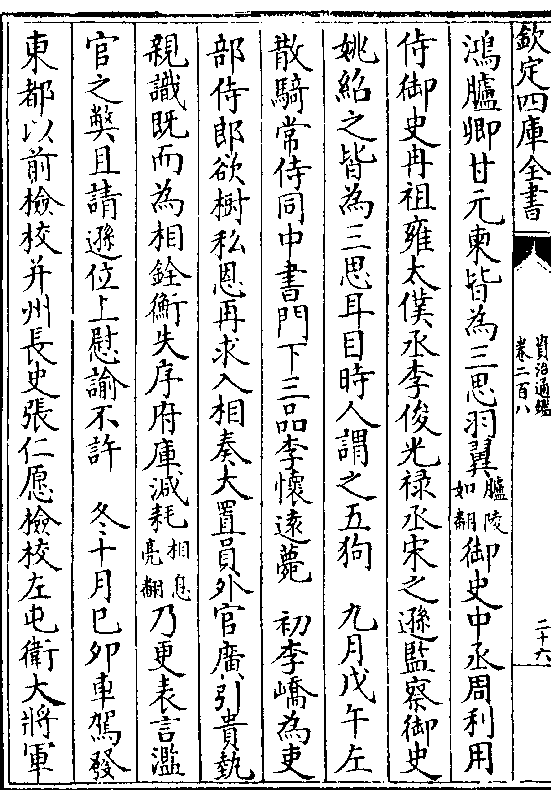 欽定四庫全書
資治通鑑
卷二百八
二十六
鴻臚卿甘元柬皆為三思羽翼臚陵如翻御史中丞周利用
侍御史冉祖雍太僕丞李俊光祿丞宋之遜監察御史
姚紹之皆為三思耳目時人謂之五狗　九月戊午左
散騎常侍同中書門下三品李懷遠薨　初李嶠為吏
部侍郎欲樹私恩再求入相奏大置員外官廣引貴埶
親識既而為相銓衡失序府庫減耗相息亮翻乃更表言濫
官之弊且請遜位上慰諭不許　冬十月己卯車駕發
東都以前檢校并州長史張仁愿檢校左屯衛大將軍